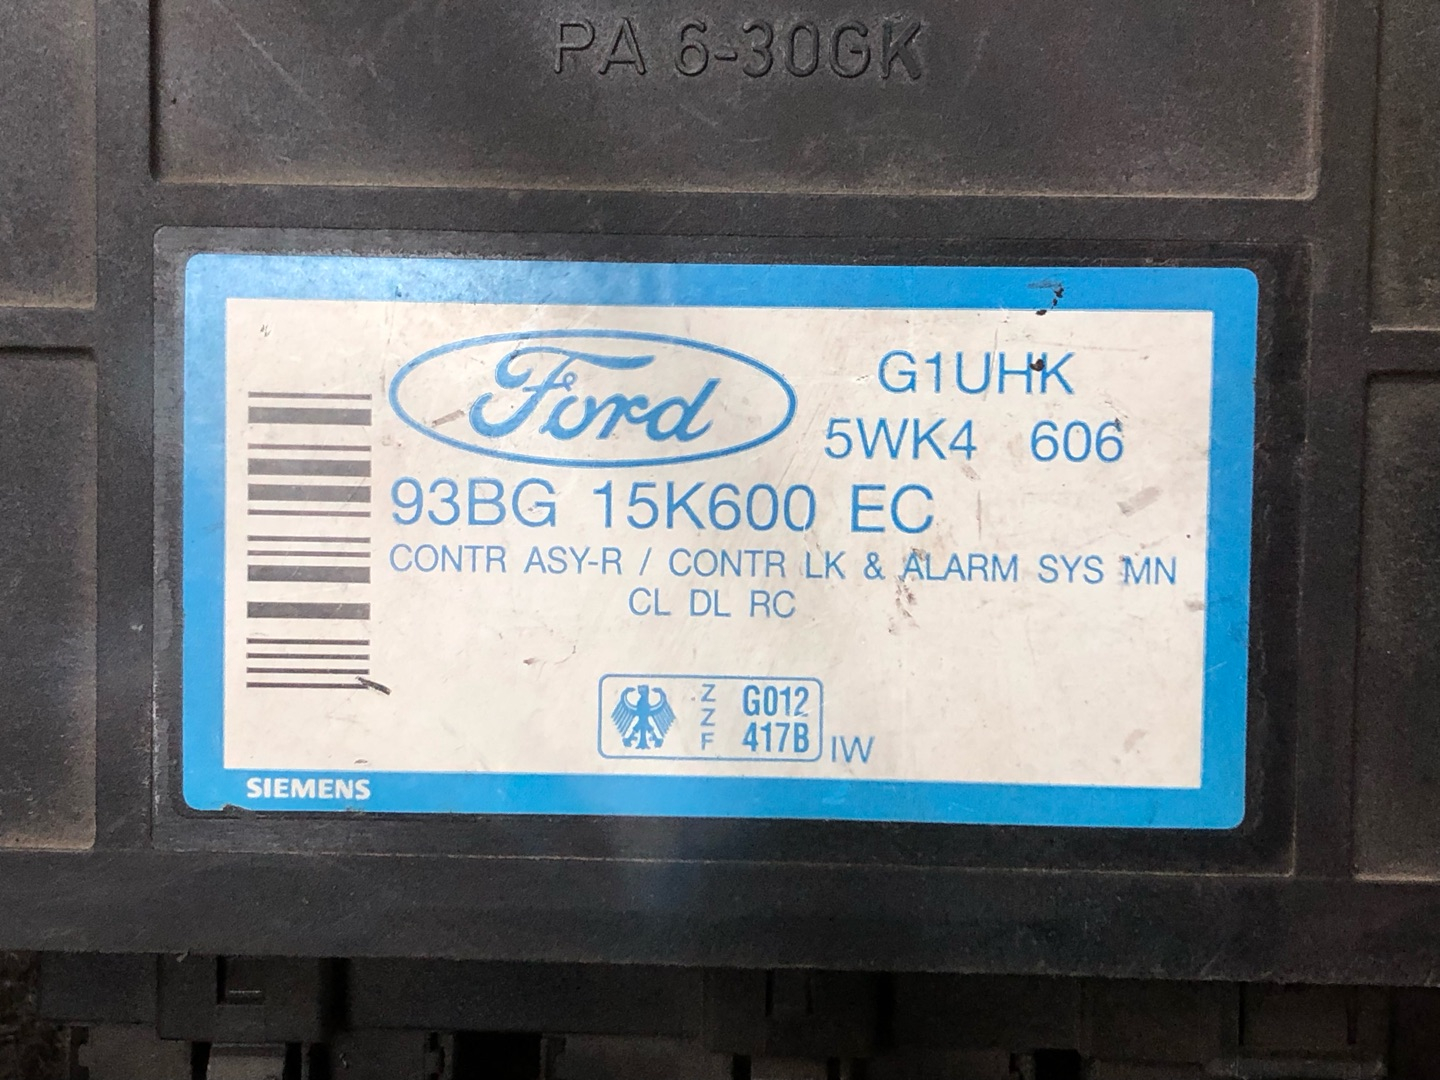 PA 6-30GK
Ford
G1UHK
5WK4 606
93BG 15K600 EC
CONTR ASY-R / CONTR LK & ALARM SYS MN
CL DL RC
ZZF
G012
417B
IW
SIEMENS